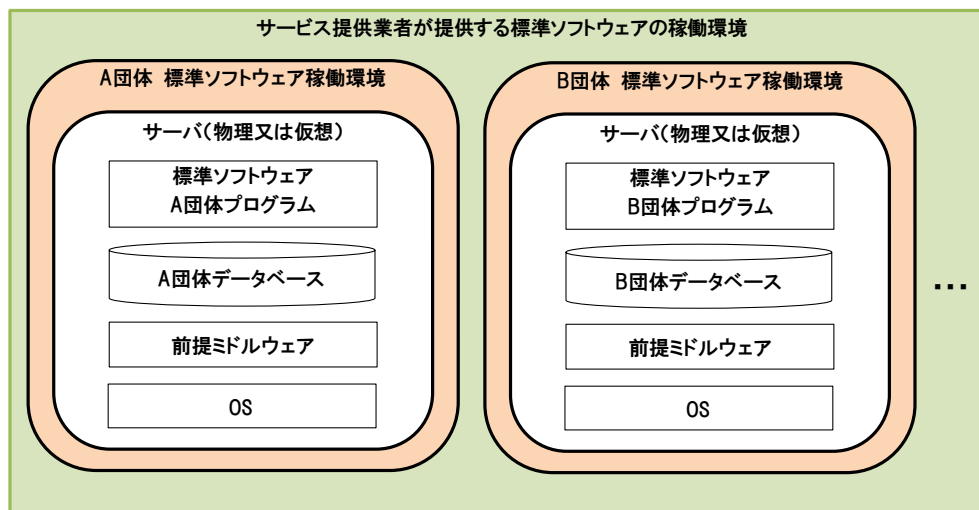 サービス提供業者が提供する標準ソフトウェアの稼働環境
A団体 標準ソフトウェア稼働環境
サーバ(物理又は仮想)
標準ソフトウェア
A団体プログラム
A団体データベース
前提ミドルウェア
OS
B団体 標準ソフトウェア稼働環境
サーバ(物理又は仮想)
標準ソフトウェア
B団体プログラム
B団体データベース
前提ミドルウェア
OS
…